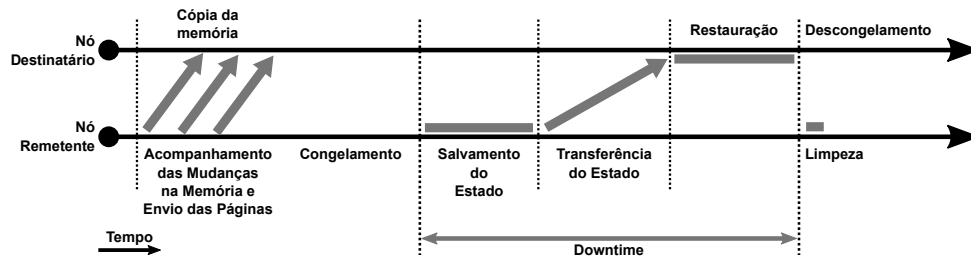 Cópia da
memória
Restauração
Descongelamento
Nó
Destinatário
Nó
Remetente
Acompanhamento
das Mudanças
na Memória e
Envio das Páginas
Congelamento
Salvamento
do
Estado
Transferência
do Estado
Limpeza
Tempo
Downtime